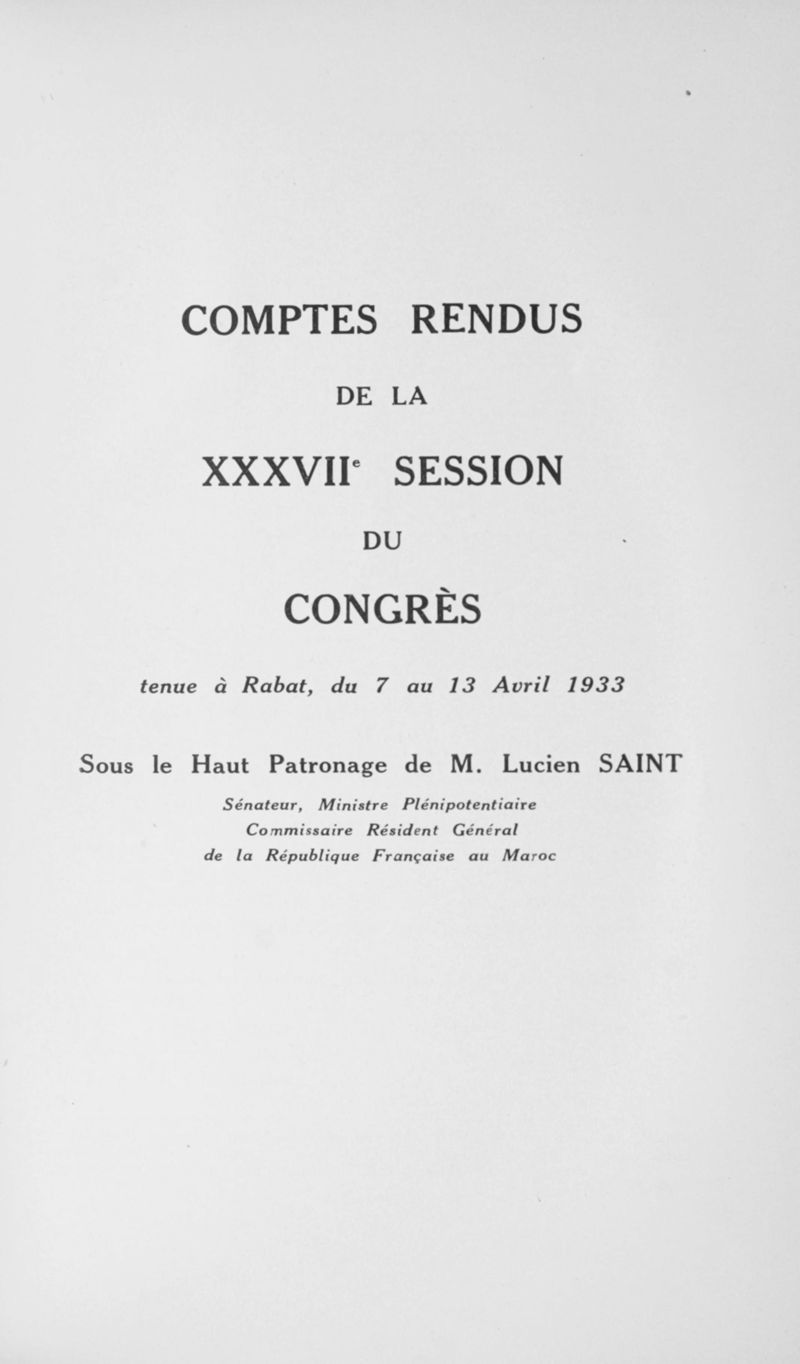 COMPTES RENDUS
DE LA
XXXVIIe SESSION
DU
CONGRÈS
tenue à Rabat, du 7 au 13 Avril 1933
Sous le Haut Patronage de M. Lucien SAINT
Sénateur, Ministre Plénipotentiaire
Commissaire Résident Général
de la République Française au Maroc